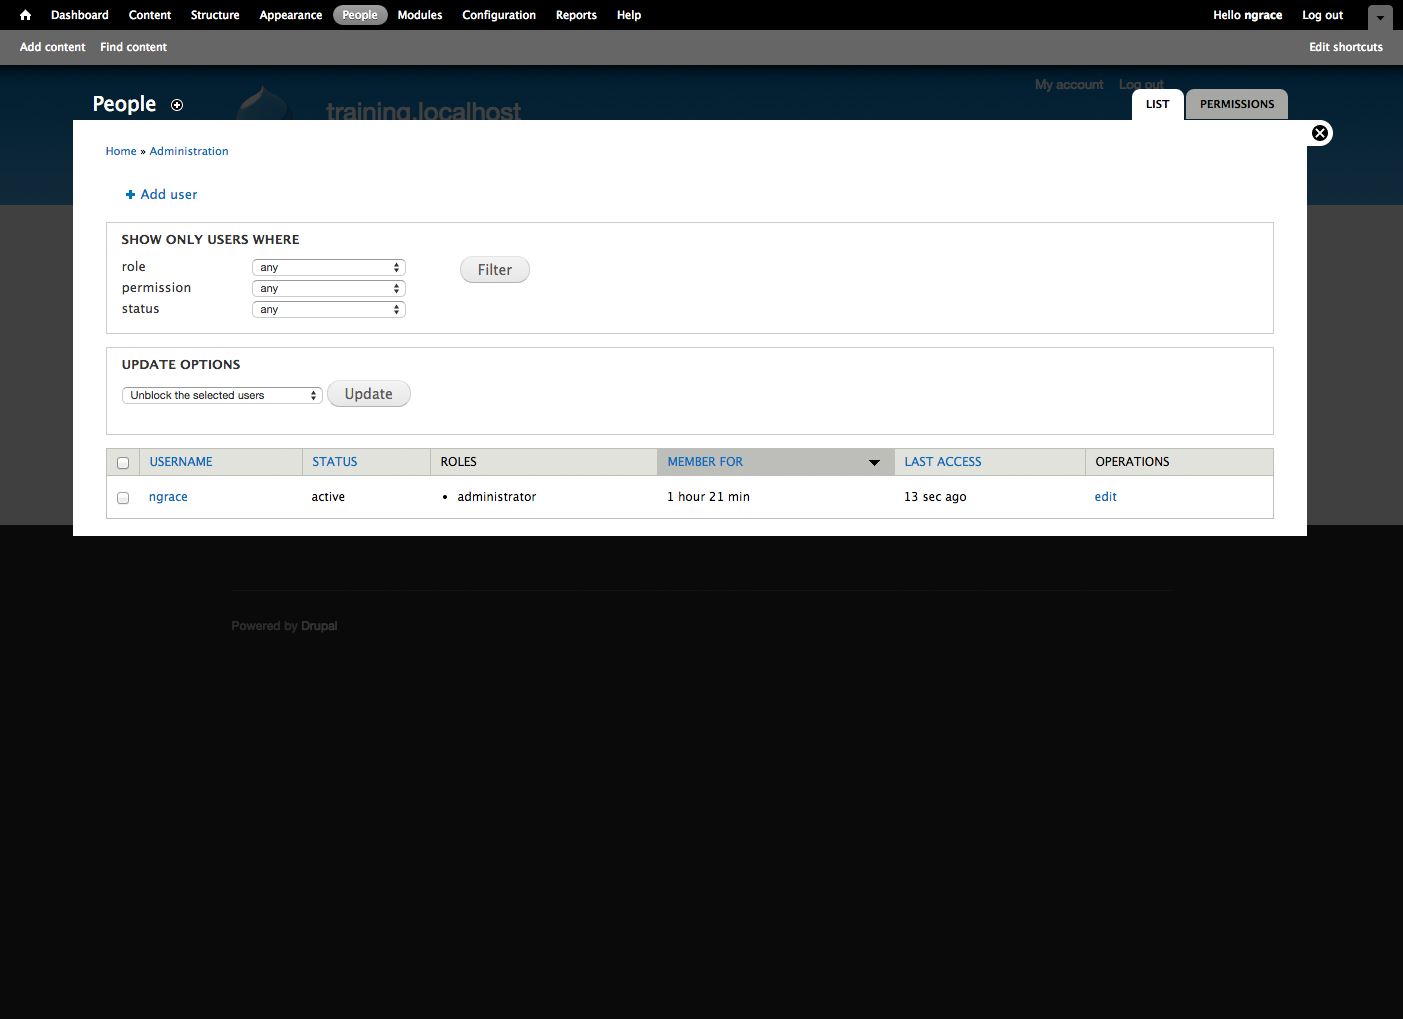 Dashboard Content Structure Appearance People Modules Configuration Reports Help Hello ngrace Log out
Add content Find content Edit shortcuts
My account Log out
People training.localhost LIST PERMISSIONS
Home » Administration
Add user
SHOW ONLY USERS WHERE
role any Filter
permission any
status any
UPDATE OPTIONS
Unblock the selected users Update
USERNAME STATUS ROLES MEMBER FOR LAST ACCESS OPERATIONS
ngrace active • administrator 1 hour 21 min 13 sec ago edit
Powered by Drupal